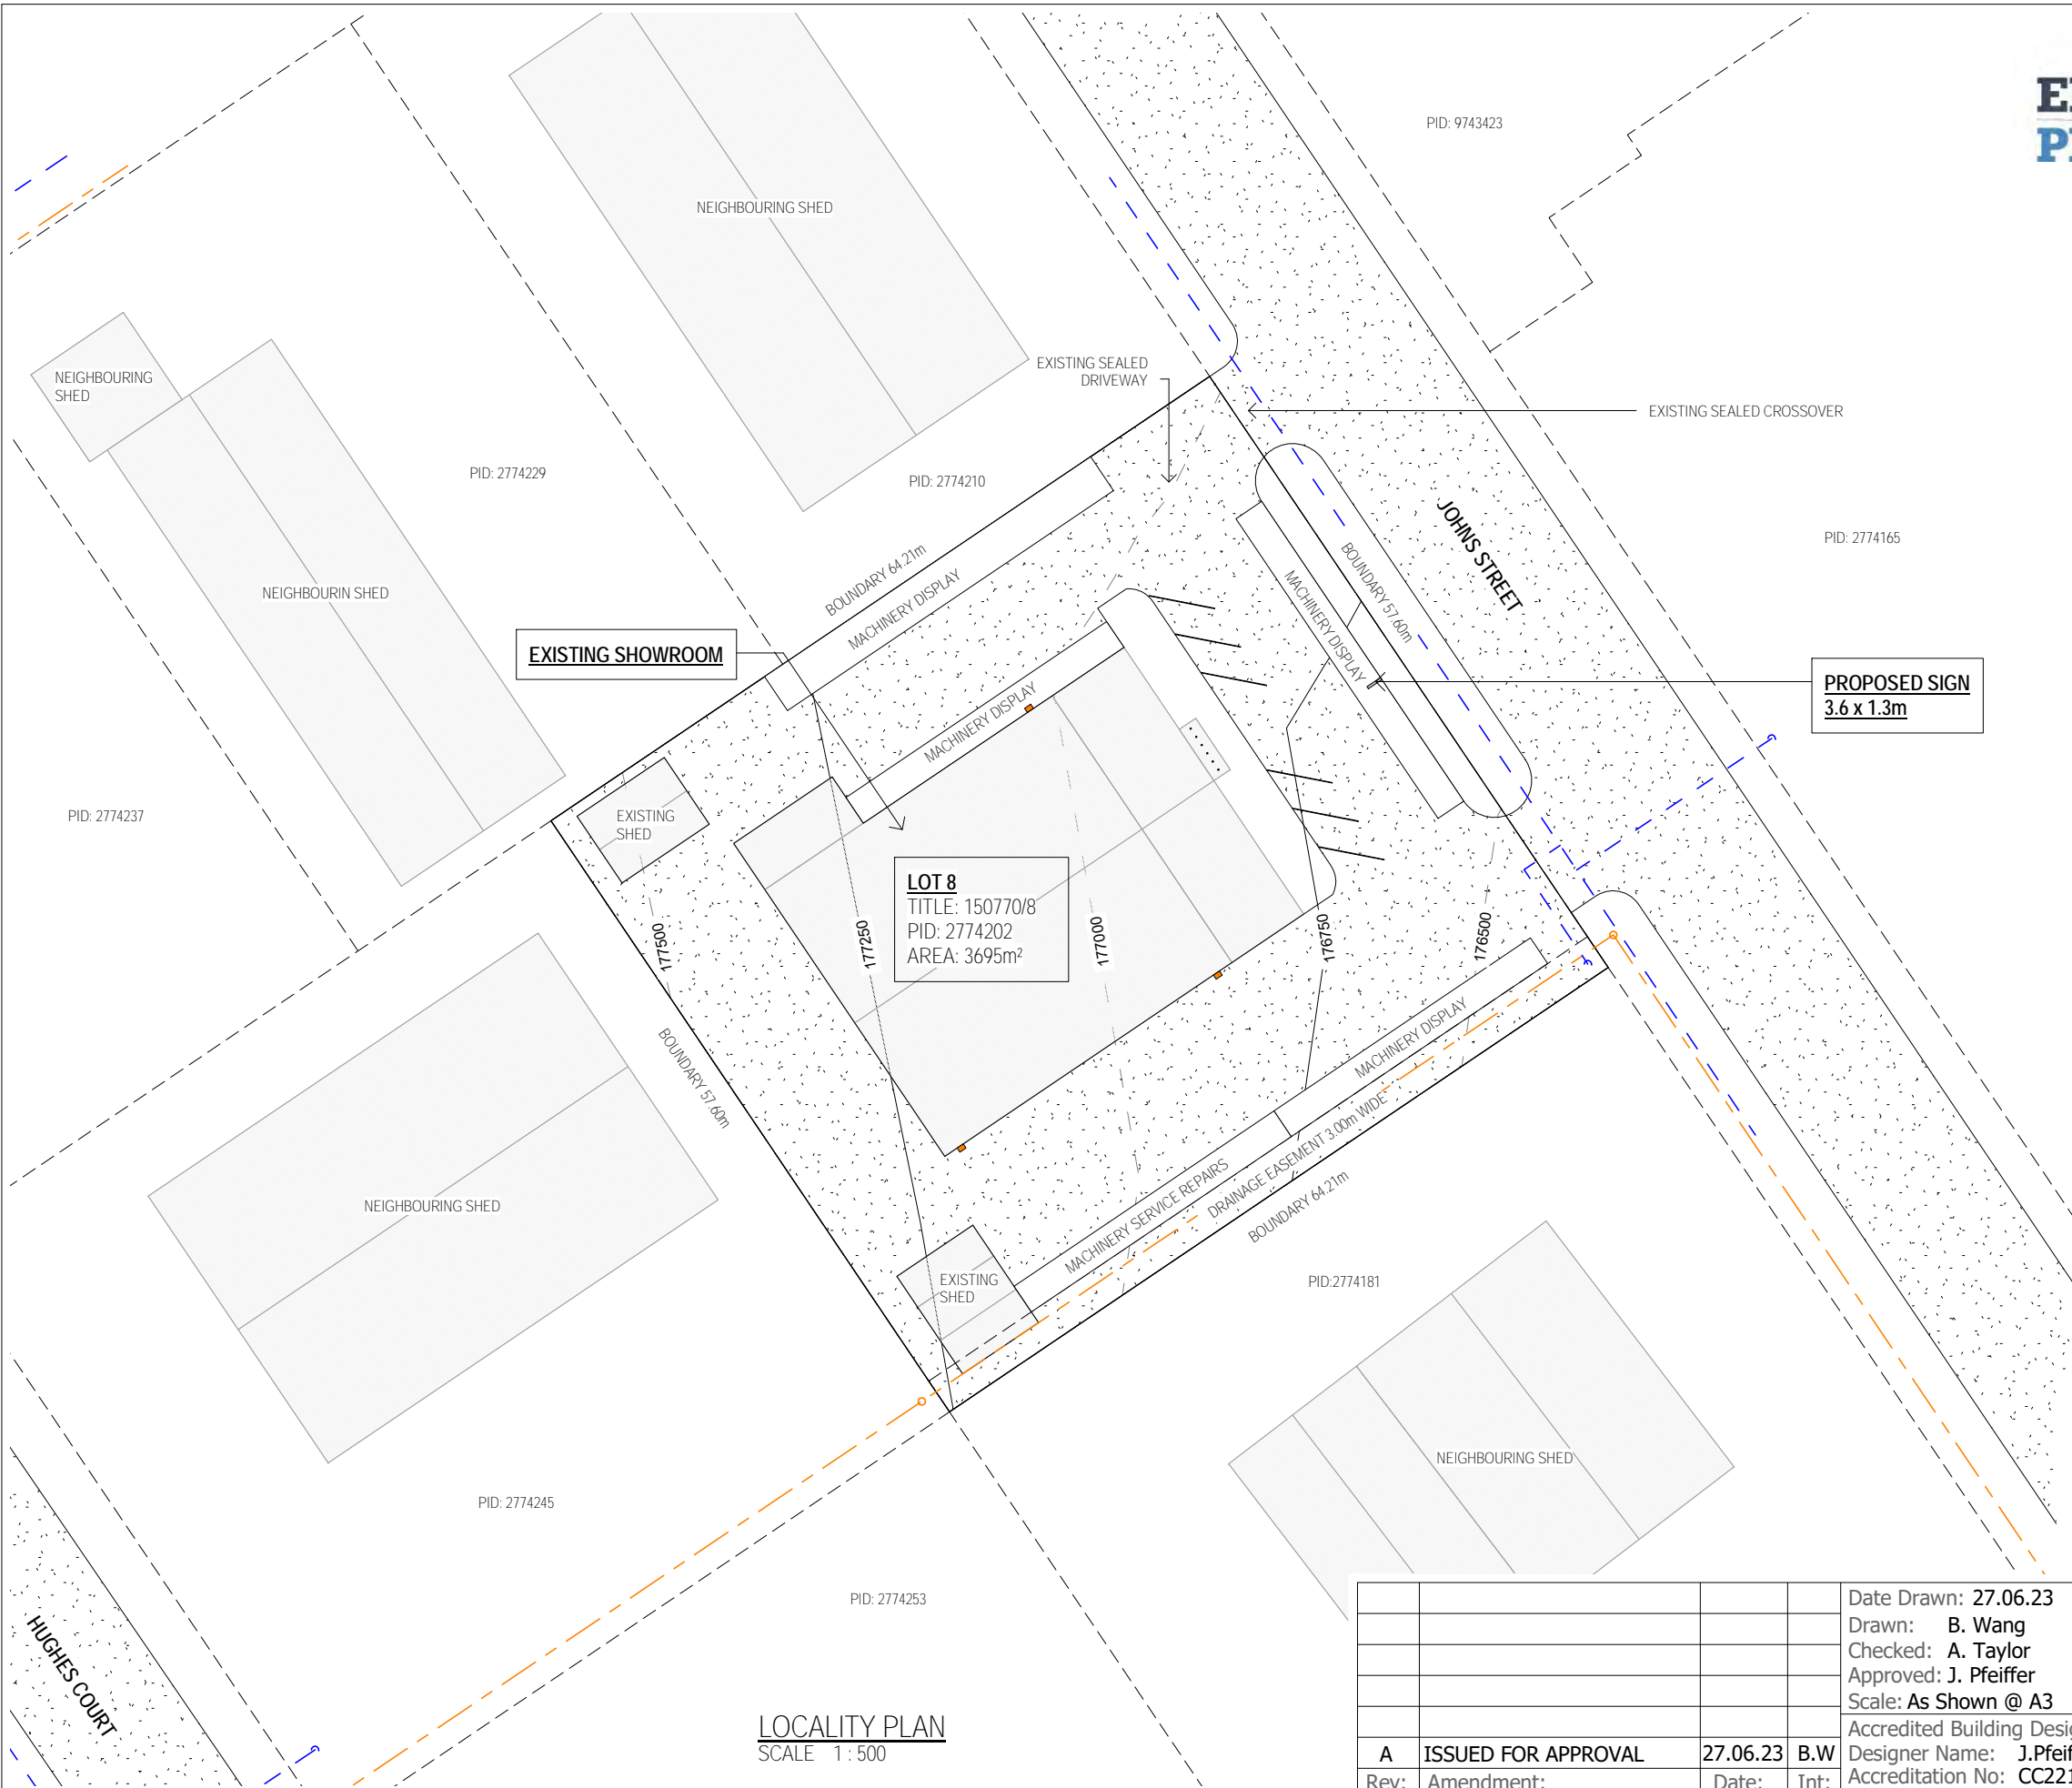 PID: 9743423
NEIGHBOURING SHED
NEIGHBOURING
SHED
EXISTING SEALED
DRIVEWAY
EXISTING SEALED CROSSOVER
PID: 2774229
PID: 2774210
JOHNS STREET
PID: 2774165
NEIGHBOURIN SHED
BOUNDARY 64.21m
MACHINERY DISPLAY
BOUNDARY 57.60m
MACHINERY DISPLAY
EXISTING SHOWROOM
MACHINERY DISPLAY
PROPOSED SIGN
3.6 x 1.3m
PID: 2774237
EXISTING
SHED
LOT 8
TITLE: 150770/8
PID: 2774202
AREA: 3695m²
177500
177250
177000
176750
176500
BOUNDARY 57.60m
MACHINERY DISPLAY
MACHINERY SERVICE REPAIRS
DRAINAGE EASEMENT 3.00m WIDE
BOUNDARY 64.21m
NEIGHBOURING SHED
EXISTING
SHED
PID:2774181
NEIGHBOURING SHED
PID: 2774245
PID: 2774253
HUGHES COURT
LOCALITY PLAN
SCALE 1 : 500
Date Drawn: 27.06.23
Drawn: B. Wang
Checked: A. Taylor
Approved: J. Pfeiffer
Scale: As Shown @ A3
Accredited Building
A ISSUED FOR APPROVAL 27.06.23 B.W
Designer Name:
Rev: Amendment: Date: Int:
Accreditation No: